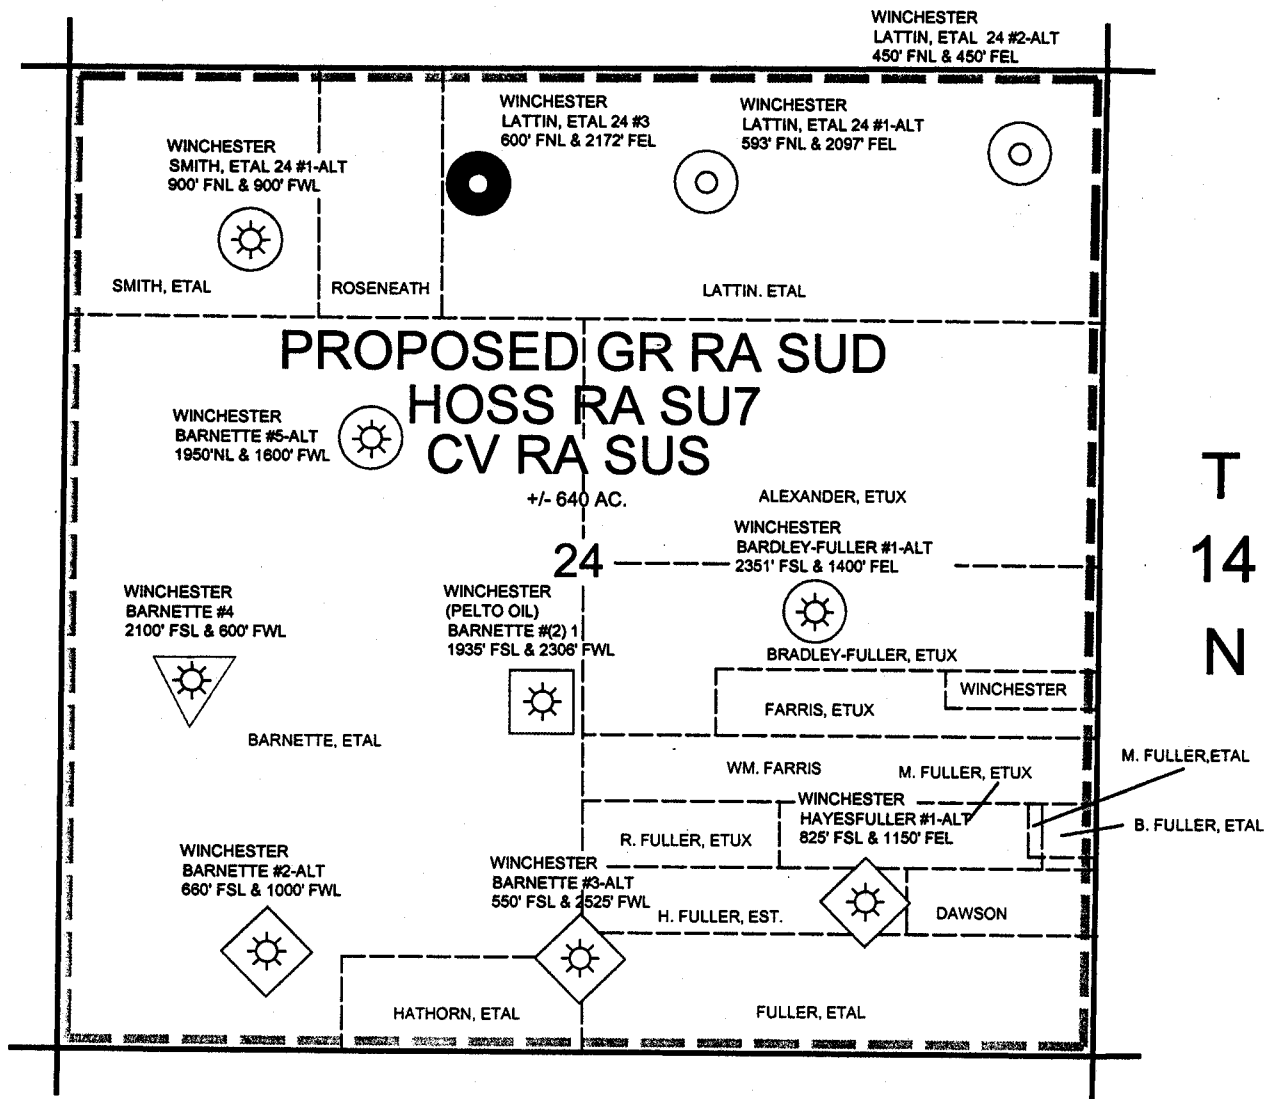 WINCHESTER
LATTIN, ETAL 24 #2-ALT
450' FNL & 450' FEL
WINCHESTER
LATTIN, ETAL 24 #3
600' FNL & 2172' FEL
WINCHESTER
LATTIN, ETAL 24 #1-ALT
593' FNL & 2097' FEL
WINCHESTER
SMITH, ETAL 24 #1-ALT
900' FNL & 900' FWL
SMITH, ETAL
ROSENEATH
LATTIN. ETAL
PROPOSED GR RA SUD
HOSS RA SU7
CV RA SUS
+/- 640 AC.
WINCHESTER
BARNETTE #5-ALT
1950'NL & 1600' FWL
ALEXANDER, ETUX
WINCHESTER
BARDLEY-FULLER #1-ALT
2351' FSL & 1400' FEL
24
T
14
N
WINCHESTER
BARNETTE #4
2100' FSL & 600' FWL
WINCHESTER
(PELTO OIL)
BARNETTE #(2) 1
1935' FSL & 2306' FWL
BRADLEY-FULLER, ETUX
WINCHESTER
FARRIS, ETUX
BARNETTE, ETAL
WM. FARRIS
M. FULLER, ETUX
M. FULLER,ETAL
WINCHESTER
HAYESFULLER #1-ALT
825' FSL & 1150' FEL
B. FULLER, ETAL
R. FULLER, ETUX
WINCHESTER
BARNETTE #2-ALT
660' FSL & 1000' FWL
WINCHESTER
BARNETTE #3-ALT
550' FSL & 2525' FWL
H. FULLER, EST.
DAWSON
HATHORN, ETAL
FULLER, ETAL